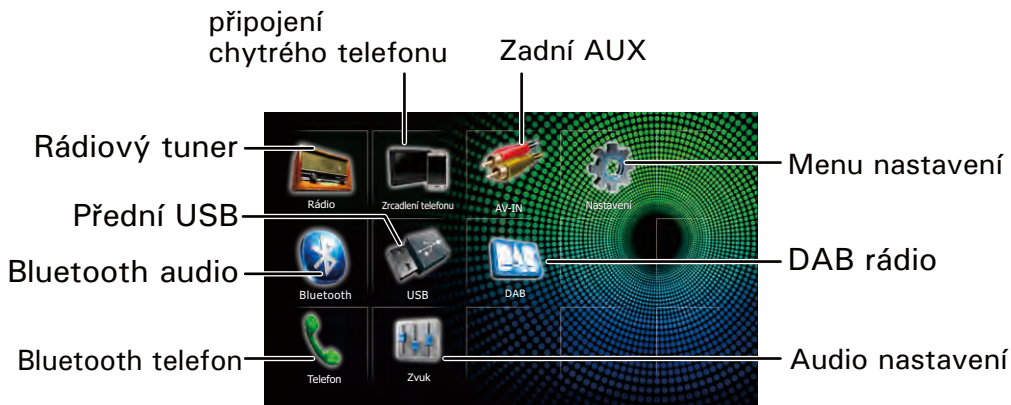 připojení
chytrého telefonu
Zadní AUX
Rádiový tuner
Menu nastavení
Rádio
Zrcadlení telefonu
AV-IN
Nastavení
Přední USB
Bluetooth audio
DAB rádio
Bluetooth
USB
DAB
Bluetooth telefon
Audio nastavení
Telefon
Zvuk